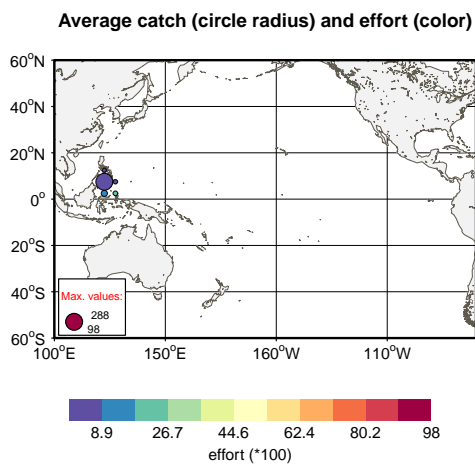 Average catch (circle radius) and effort (color)
60°N
40°N
20°N
0°
20°S
40°S
60°S
Max. values:
288
98
100°E 150°E 160°W 110°W
8.9 26.7 44.6 62.4 80.2 98
effort (*100)